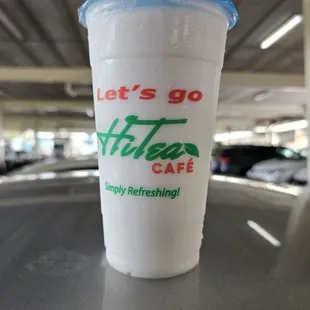 Let's go
HiTea
CAFÉ
Simply Refreshing!